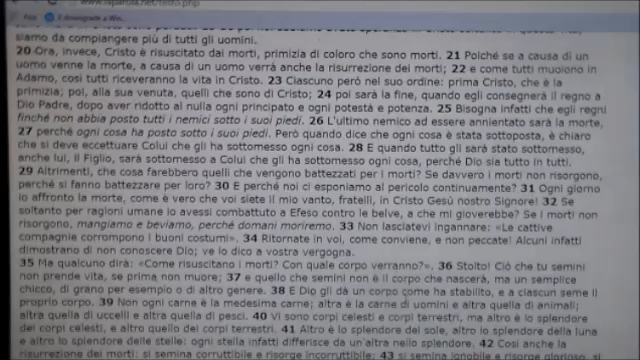 www.laparola.net/testo.php
siamo da compiangere più di tutti gli uomini.
20 Ora, invece, Cristo è risuscitato dai morti, primizia di coloro che sono morti. 21 Poiché se a causa di un
uomo venne la morte, a causa di un uomo verrà anche la risurrezione dei morti; 22 e come tutti muoiono in
Adamo, così tutti riceveranno la vita in Cristo. 23 Ciascuno però nel suo ordine: prima Cristo, che è la
primizia; poi, alla sua venuta, quelli che sono di Cristo; 24 poi sarà la fine, quando egli consegnerà il regno a
Dio Padre, dopo aver ridotto al nulla ogni principato e ogni potestà e potenza. 25 Bisogna infatti che egli regni
finché non abbia posto tutti i nemici sotto i suoi piedi. 26 L'ultimo nemico ad essere annientato sarà la morte,
27 perché ogni cosa ha posto sotto i suoi piedi. Però quando dice che ogni cosa è stata sottoposta, è chiaro
che si deve eccettuare Colui che gli ha sottomesso ogni cosa. 28 E quando tutto gli sarà stato sottomesso,
anche lui, il Figlio, sarà sottomesso a Colui che gli ha sottomesso ogni cosa, perché Dio sia tutto in tutti.
29 Altrimenti, che cosa farebbero quelli che vengono battezzati per i morti? Se davvero i morti non risorgono,
perché si fanno battezzare per loro? 30 E perché noi ci esponiamo al pericolo continuamente? 31 Ogni giorno
io affronto la morte, come è vero che voi siete il mio vanto, fratelli, in Cristo Gesù nostro Signore! 32 Se
soltanto per ragioni umane io avessi combattuto a Efeso contro le belve, a che mi gioverebbe? Se i morti non
risorgono, mangiamo e beviamo, perché domani moriremo. 33 Non lasciatevi ingannare: «Le cattive
compagnie corrompono i buoni costumi». 34 Ritornate in voi, come conviene, e non peccate! Alcuni infatti
dimostrano di non conoscere Dio; ve lo dico a vostra vergogna.
35 Ma qualcuno dirà: «Come risuscitano i morti? Con quale corpo verranno?». 36 Stolto! Ciò che tu semini
non prende vita, se prima non muore; 37 e quello che semini non è il corpo che nascerà, ma un semplice
chicco, di grano per esempio o di altro genere. 38 E Dio gli dà un corpo come ha stabilito, e a ciascun seme il
proprio corpo. 39 Non ogni carne è la medesima carne; altra è la carne di uomini e altra quella di animali;
altra quella di uccelli e altra quella di pesci. 40 Vi sono corpi celesti e corpi terrestri, ma altro è lo splendore
dei corpi celesti, e altro quello dei corpi terrestri. 41 Altro è lo splendore del sole, altro lo splendore della luna
e altro lo splendore delle stelle: ogni stella infatti differisce da un'altra nello splendore. 42 Così anche la
risurrezione dei morti: si semina corruttibile e risorge incorruttibile; 43 si semina ignobile e risorge glorioso, si